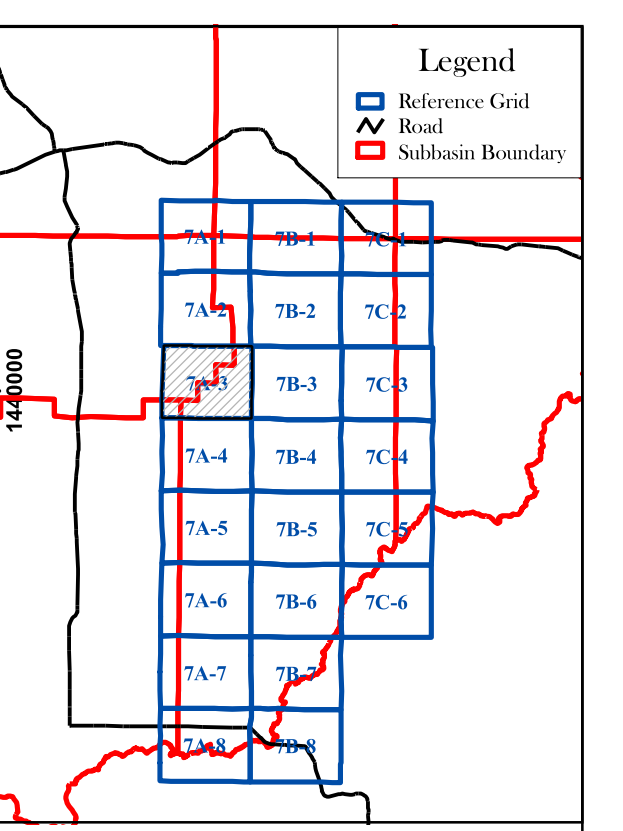 Legend
Reference Grid
Road
Subbasin Boundary
7A-1 7B-1 7C-1
7A-2 7B-2 7C-2
7A-3 7B-3 7C-3
1440000
7A-4 7B-4 7C-4
7A-5 7B-5 7C-5
7A-6 7B-6 7C-6
7A-7 7B-7
7A-8 7B-8